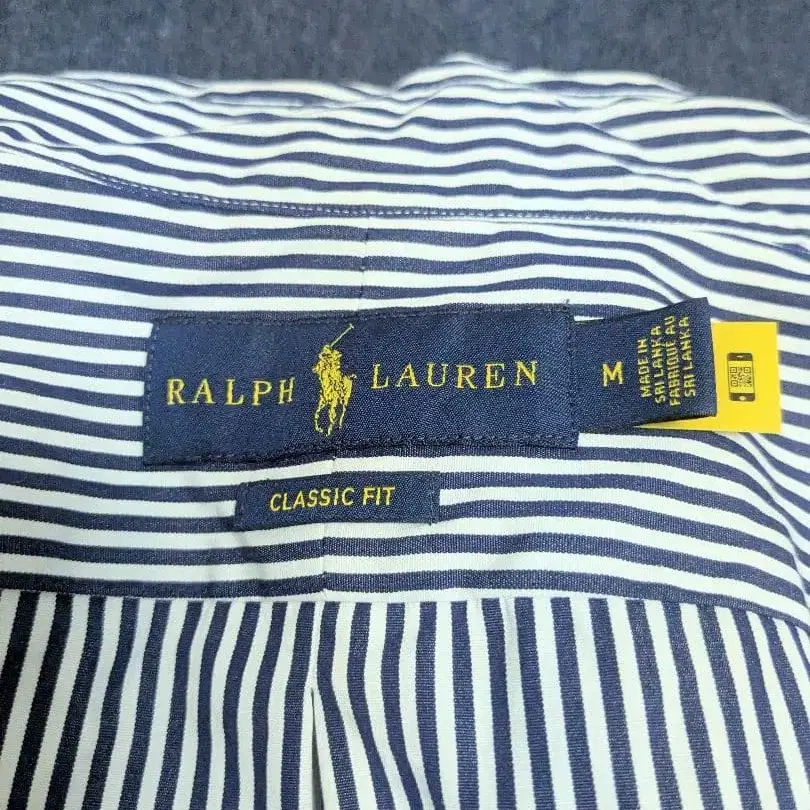 RALPH LAUREN
M
MADE IN
SRI LANKA
FABRIQUÉ AU
SRI LANKA
CLASSIC FIT